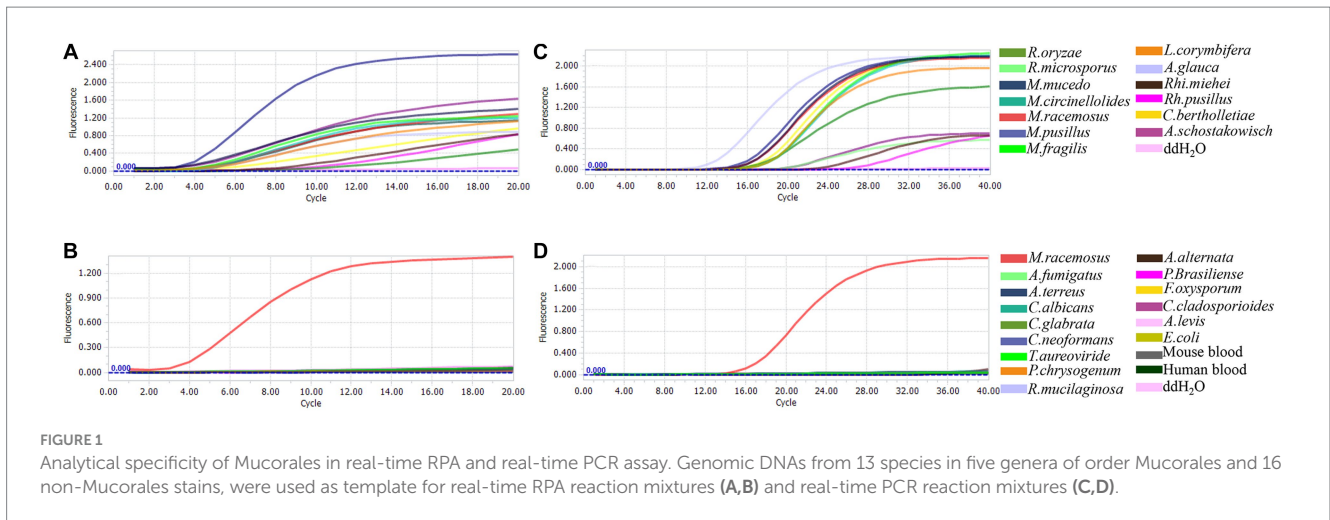 A
Fluorescence
2.400
2.000
1.600
1.200
0.800
0.400
0.000
0.000
0.00 2.00 4.00 6.00 8.00 10.00 12.00 14.00 16.00 18.00 20.00
Cycle
C
Fluorescence
2.000
1.600
1.200
0.800
0.400
0.000
0.000
0.00 4.00 8.00 12.00 16.00 20.00 24.00 28.00 32.00 36.00 40.00
Cycle
R.oryzae
R.microsporus
M.mucedo
M.circinellolides
M.racemosus
M.pusillus
M.fragilis
L.corymbifera
A.glauca
Rhi.miehei
Rh.pusillus
C.bertholletiae
A.schostakowisch
ddH2O
B
Fluorescence
1.200
0.900
0.600
0.300
0.000
0.000
0.00 2.00 4.00 6.00 8.00 10.00 12.00 14.00 16.00 18.00 20.00
Cycle
D
Fluorescence
2.000
1.600
1.200
0.800
0.400
0.000
0.000
0.00 4.00 8.00 12.00 16.00 20.00 24.00 28.00 32.00 36.00 40.00
Cycle
M.racemosus
A.fumigatus
A.terreus
C.albicans
C.glabrata
C.neoformans
T.aureoviride
P.chrysogenum
R.mucilaginosa
A.alternata
P.Brasiliense
F.oxysporum
C.cladosporioides
A.levis
E.coli
Mouse blood
Human blood
ddH2O
FIGURE 1
Analytical specificity of Mucorales in real-time RPA and real-time PCR assay. Genomic DNAs from 13 species in five genera of order Mucorales and 16
non-Mucorales stains, were used as template for real-time RPA reaction mixtures (A,B) and real-time PCR reaction mixtures (C,D).